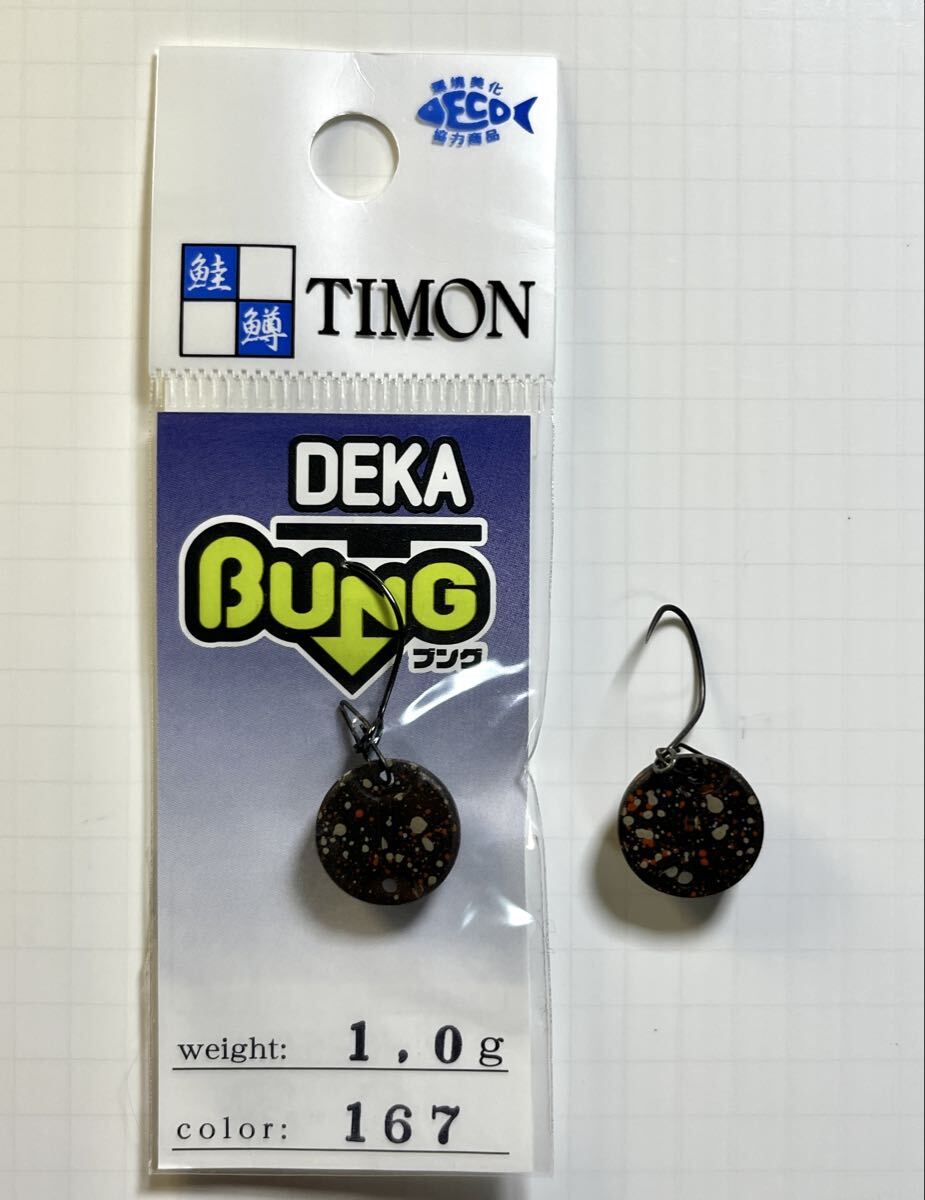 環境美化
ECO
協力商品
鮭
鱒
TIMON
DEKA
BUNG
ブング
weight: 1.0g
color: 167